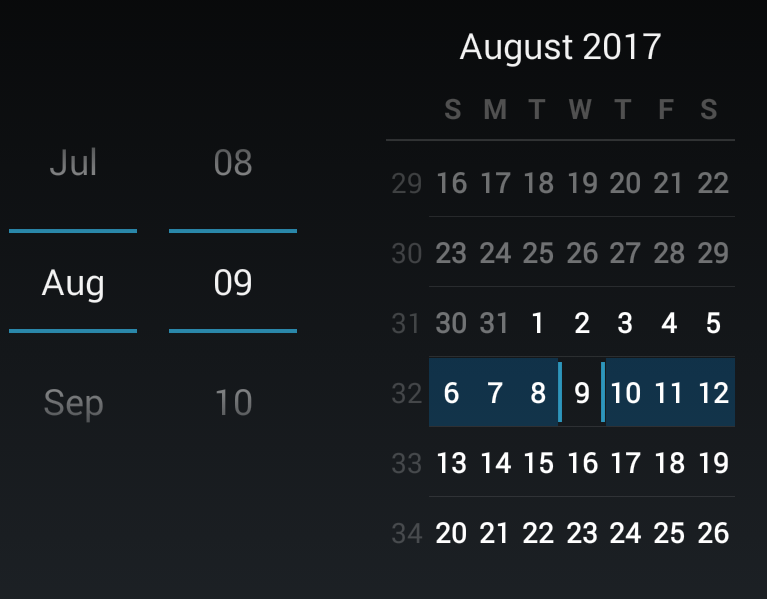 Jul 08
Aug 09
Sep 10
August 2017
S M T W T F S
29 16 17 18 19 20 21 22
30 23 24 25 26 27 28 29
31 30 31 1 2 3 4 5
32 6 7 8 9 10 11 12
33 13 14 15 16 17 18 19
34 20 21 22 23 24 25 26